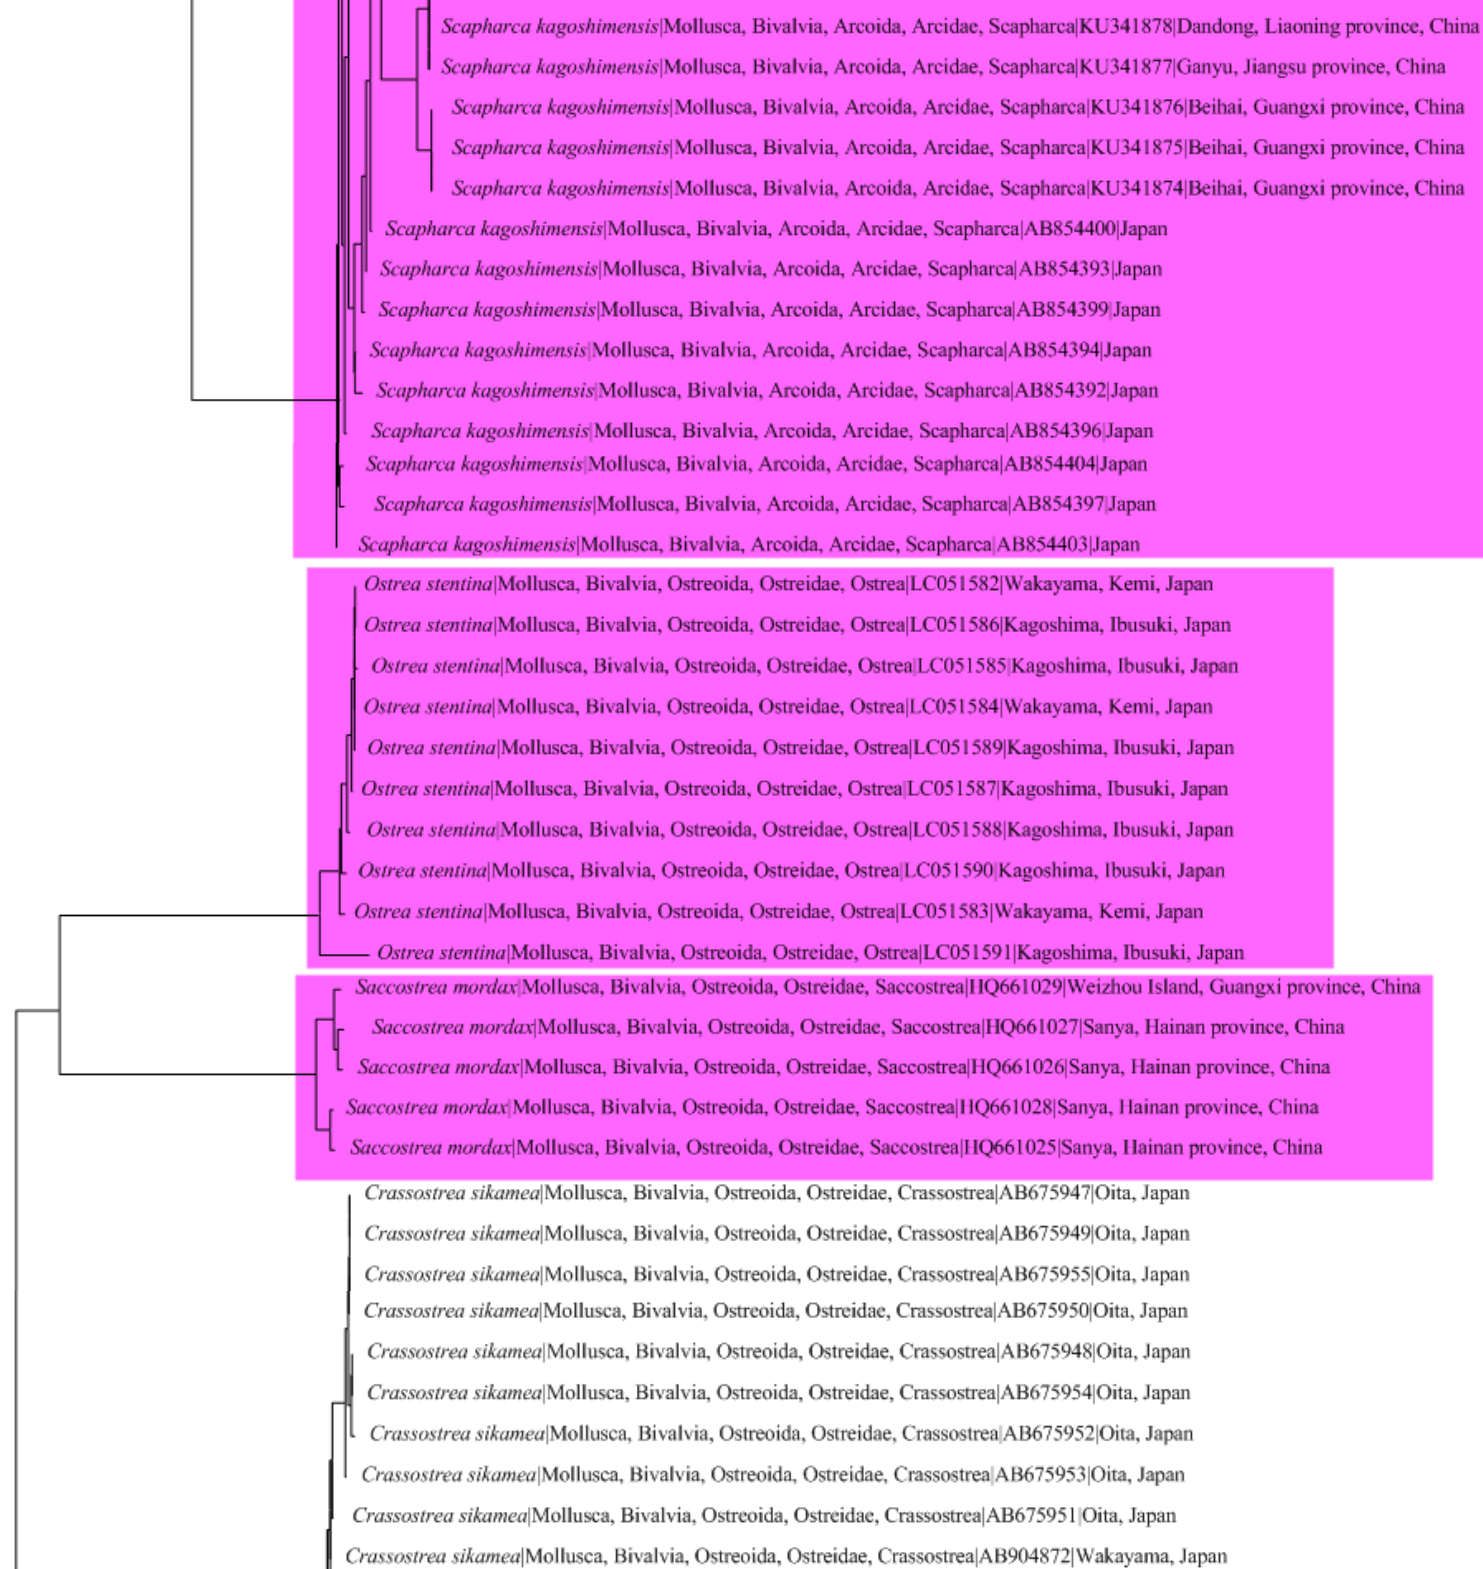 Scapharca kagoshimensis|Mollusca, Bivalvia, Arcoida, Arcidae, Scapharca|KU341878|Dandong, Liaoning province, China
Scapharca kagoshimensis|Mollusca, Bivalvia, Arcoida, Arcidae, Scapharca|KU341877|Ganyu, Jiangsu province, China
Scapharca kagoshimensis|Mollusca, Bivalvia, Arcoida, Arcidae, Scapharca|KU341876|Beihai, Guangxi province, China
Scapharca kagoshimensis|Mollusca, Bivalvia, Arcoida, Arcidae, Scapharca|KU341875|Beihai, Guangxi province, China
Scapharca kagoshimensis|Mollusca, Bivalvia, Arcoida, Arcidae, Scapharca|KU341874|Beihai, Guangxi province, China
Scapharca kagoshimensis|Mollusca, Bivalvia, Arcoida, Arcidae, Scapharca|AB854400|Japan
Scapharca kagoshimensis|Mollusca, Bivalvia, Arcoida, Arcidae, Scapharca|AB854393|Japan
Scapharca kagoshimensis|Mollusca, Bivalvia, Arcoida, Arcidae, Scapharca|AB854399|Japan
Scapharca kagoshimensis|Mollusca, Bivalvia, Arcoida, Arcidae, Scapharca|AB854394|Japan
Scapharca kagoshimensis|Mollusca, Bivalvia, Arcoida, Arcidae, Scapharca|AB854392|Japan
Scapharca kagoshimensis|Mollusca, Bivalvia, Arcoida, Arcidae, Scapharca|AB854396|Japan
Scapharca kagoshimensis|Mollusca, Bivalvia, Arcoida, Arcidae, Scapharca|AB854404|Japan
Scapharca kagoshimensis|Mollusca, Bivalvia, Arcoida, Arcidae, Scapharca|AB854397|Japan
Scapharca kagoshimensis|Mollusca, Bivalvia, Arcoida, Arcidae, Scapharca|AB854403|Japan
Ostrea stentina|Mollusca, Bivalvia, Ostreoida, Ostreidae, Ostrea|LC051582|Wakayama, Kemi, Japan
Ostrea stentina|Mollusca, Bivalvia, Ostreoida, Ostreidae, Ostrea|LC051586|Kagoshima, Ibusuki, Japan
Ostrea stentina|Mollusca, Bivalvia, Ostreoida, Ostreidae, Ostrea|LC051585|Kagoshima, Ibusuki, Japan
Ostrea stentina|Mollusca, Bivalvia, Ostreoida, Ostreidae, Ostrea|LC051584|Wakayama, Kemi, Japan
Ostrea stentina|Mollusca, Bivalvia, Ostreoida, Ostreidae, Ostrea|LC051589|Kagoshima, Ibusuki, Japan
Ostrea stentina|Mollusca, Bivalvia, Ostreoida, Ostreidae, Ostrea|LC051587|Kagoshima, Ibusuki, Japan
Ostrea stentina|Mollusca, Bivalvia, Ostreoida, Ostreidae, Ostrea|LC051588|Kagoshima, Ibusuki, Japan
Ostrea stentina|Mollusca, Bivalvia, Ostreoida, Ostreidae, Ostrea|LC051590|Kagoshima, Ibusuki, Japan
Ostrea stentina|Mollusca, Bivalvia, Ostreoida, Ostreidae, Ostrea|LC051583|Wakayama, Kemi, Japan
Ostrea stentina|Mollusca, Bivalvia, Ostreoida, Ostreidae, Ostrea|LC051591|Kagoshima, Ibusuki, Japan
Saccostrea mordax|Mollusca, Bivalvia, Ostreoida, Ostreidae, Saccostrea|HQ661029|Weizhou Island, Guangxi province, China
Saccostrea mordax|Mollusca, Bivalvia, Ostreoida, Ostreidae, Saccostrea|HQ661027|Sanya, Hainan province, China
Saccostrea mordax|Mollusca, Bivalvia, Ostreoida, Ostreidae, Saccostrea|HQ661026|Sanya, Hainan province, China
Saccostrea mordax|Mollusca, Bivalvia, Ostreoida, Ostreidae, Saccostrea|HQ661028|Sanya, Hainan province, China
Saccostrea mordax|Mollusca, Bivalvia, Ostreoida, Ostreidae, Saccostrea|HQ661025|Sanya, Hainan province, China
Crassostrea sikamea|Mollusca, Bivalvia, Ostreoida, Ostreidae, Crassostrea|AB675947|Oita, Japan
Crassostrea sikamea|Mollusca, Bivalvia, Ostreoida, Ostreidae, Crassostrea|AB675949|Oita, Japan
Crassostrea sikamea|Mollusca, Bivalvia, Ostreoida, Ostreidae, Crassostrea|AB675955|Oita, Japan
Crassostrea sikamea|Mollusca, Bivalvia, Ostreoida, Ostreidae, Crassostrea|AB675950|Oita, Japan
Crassostrea sikamea|Mollusca, Bivalvia, Ostreoida, Ostreidae, Crassostrea|AB675948|Oita, Japan
Crassostrea sikamea|Mollusca, Bivalvia, Ostreoida, Ostreidae, Crassostrea|AB675954|Oita, Japan
Crassostrea sikamea|Mollusca, Bivalvia, Ostreoida, Ostreidae, Crassostrea|AB675952|Oita, Japan
Crassostrea sikamea|Mollusca, Bivalvia, Ostreoida, Ostreidae, Crassostrea|AB675953|Oita, Japan
Crassostrea sikamea|Mollusca, Bivalvia, Ostreoida, Ostreidae, Crassostrea|AB675951|Oita, Japan
Crassostrea sikamea|Mollusca, Bivalvia, Ostreoida, Ostreidae, Crassostrea|AB904872|Wakayama, Japan